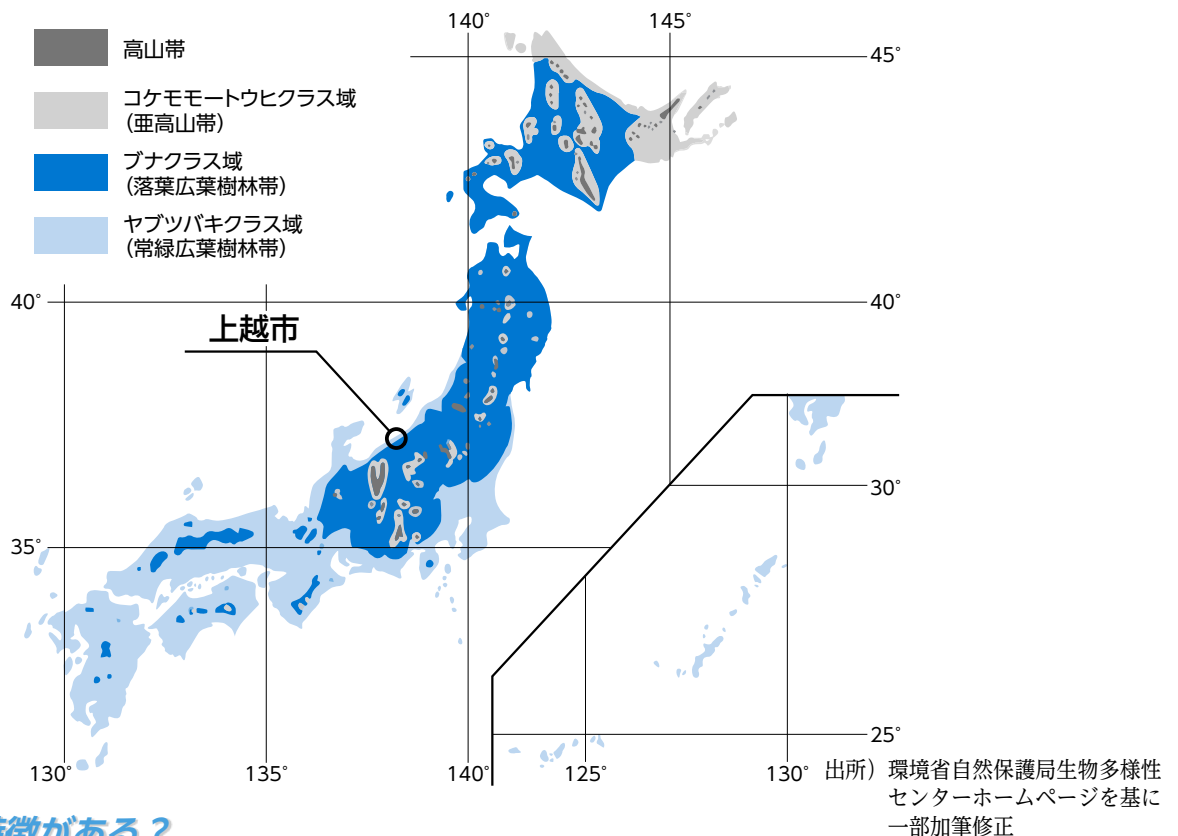 140°
145°
高山帯
45°
コケモモートウヒクラス域
(亜高山帯)
ブナクラス域
(落葉広葉樹林帯)
ヤブツバキクラス域
(常緑広葉樹林帯)
40°
40°
上越市
30°
35°
25°
130°
135°
140°
125°
130°
出所）環境省自然保護局生物多様性
センターホームページを基に
一部加筆修正
徴がある？